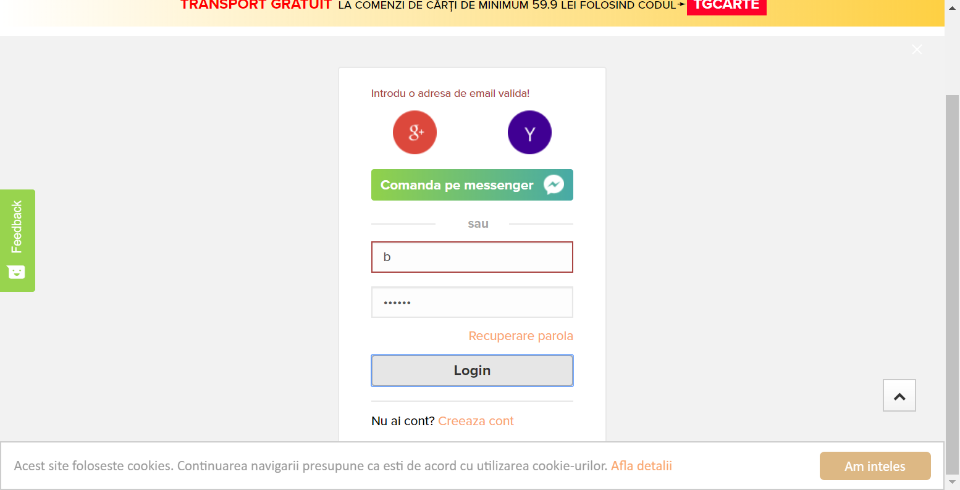 TRANSPORT GRATUIT LA COMENZI DE CĂRȚI DE MINIMUM 59.9 LEI FOLOSIND CODUL TGCARTE
Introdu o adresa de email valida!
g+ Y
Comanda pe messenger
sau
b
••••••
Recuperare parola
Login
Nu ai cont? Creeaza cont
Feedback
Acest site foloseste cookies. Continuarea navigarii presupune ca esti de acord cu utilizarea cookie-urilor. Afla detalii
Am inteles